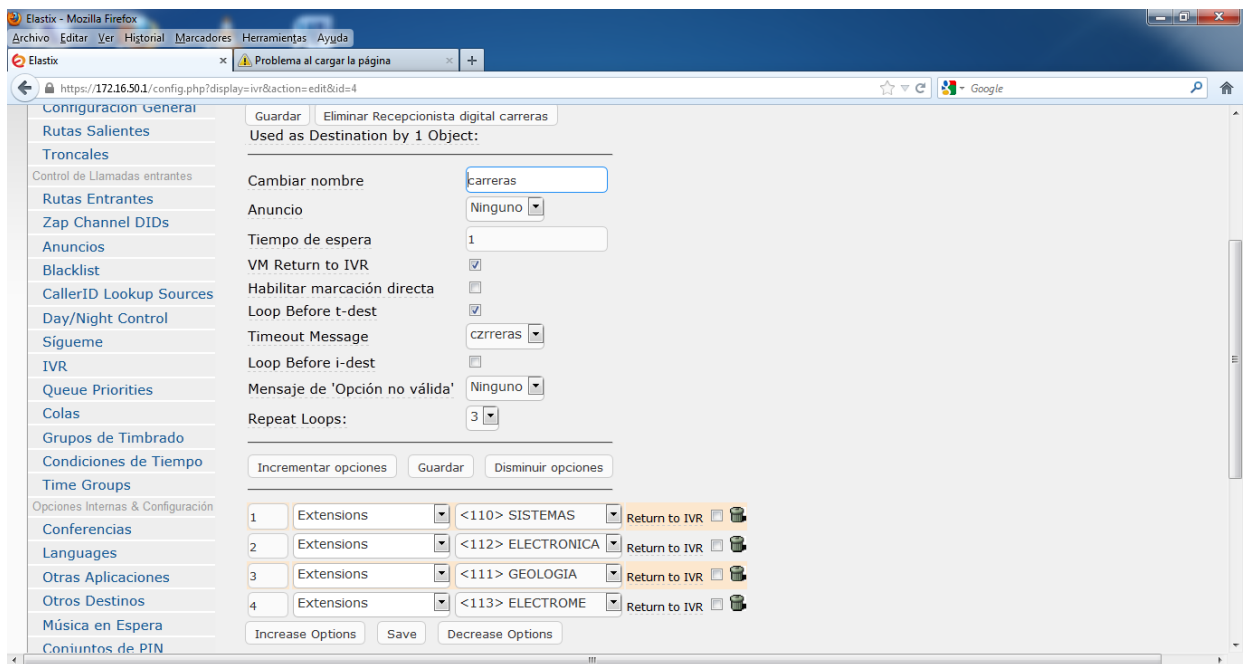 Elastix - Mozilla Firefox
Archivo Editar Ver Historial Marcadores Herramientas Ayuda
Elastix × Problema al cargar la página × +
https://172.16.50.1/config.php?display=ivr&action=edit&id=4 Google
Configuración General
Rutas Salientes
Troncales
Control de Llamadas entrantes
Rutas Entrantes
Zap Channel DIDs
Anuncios
Blacklist
CallerID Lookup Sources
Day/Night Control
Sígueme
IVR
Queue Priorities
Colas
Grupos de Timbrado
Condiciones de Tiempo
Time Groups
Opciones Internas & Configuración
Conferencias
Languages
Otras Aplicaciones
Otros Destinos
Música en Espera
Conjuntos de PIN
Guardar Eliminar Recepcionista digital carreras
Used as Destination by 1 Object:
Cambiar nombre carreras
Anuncio Ninguno
Tiempo de espera 1
VM Return to IVR
Habilitar marcación directa
Loop Before t-dest
Timeout Message czrreras
Loop Before i-dest
Mensaje de 'Opción no válida' Ninguno
Repeat Loops: 3
Incrementar opciones Guardar Disminuir opciones
1 Extensions <110> SISTEMAS Return to IVR
2 Extensions <112> ELECTRONICA Return to IVR
3 Extensions <111> GEOLOGIA Return to IVR
4 Extensions <113> ELECTROME Return to IVR
Increase Options Save Decrease Options